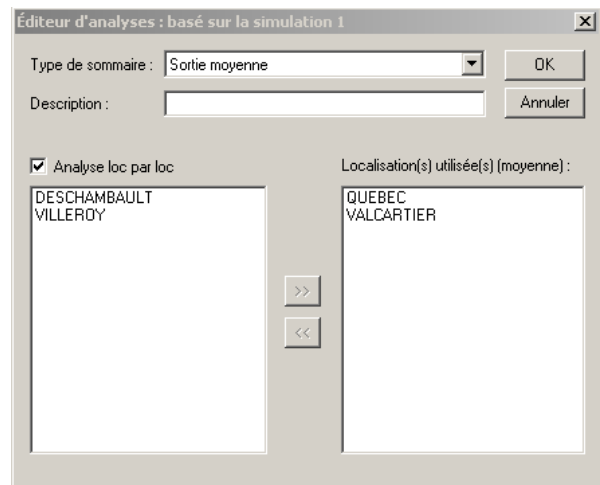 Éditeur d'analyses : basé sur la simulation 1
Type de sommaire : Sortie moyenne OK
Description : Annuler
Analyse loc par loc Localisation(s) utilisée(s) (moyenne) :
DESCHAMBAULT QUEBEC
VILLEROY VALCARTIER
>>
<<